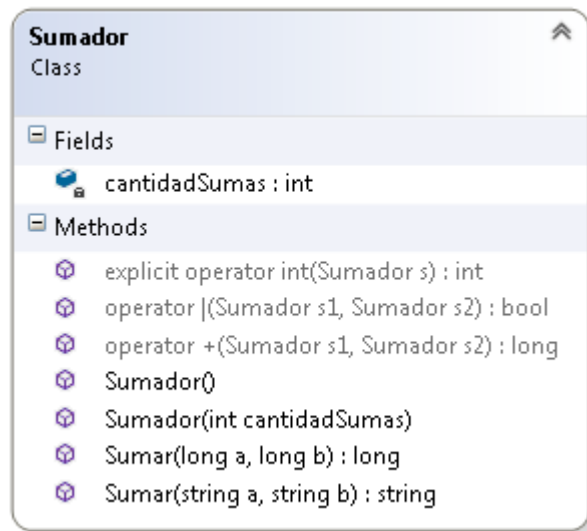 Sumador
Class
Fields
cantidadSumas : int
Methods
explicit operator int(Sumador s) : int
operator |(Sumador s1, Sumador s2) : bool
operator +(Sumador s1, Sumador s2) : long
Sumador()
Sumador(int cantidadSumas)
Sumar(long a, long b) : long
Sumar(string a, string b) : string